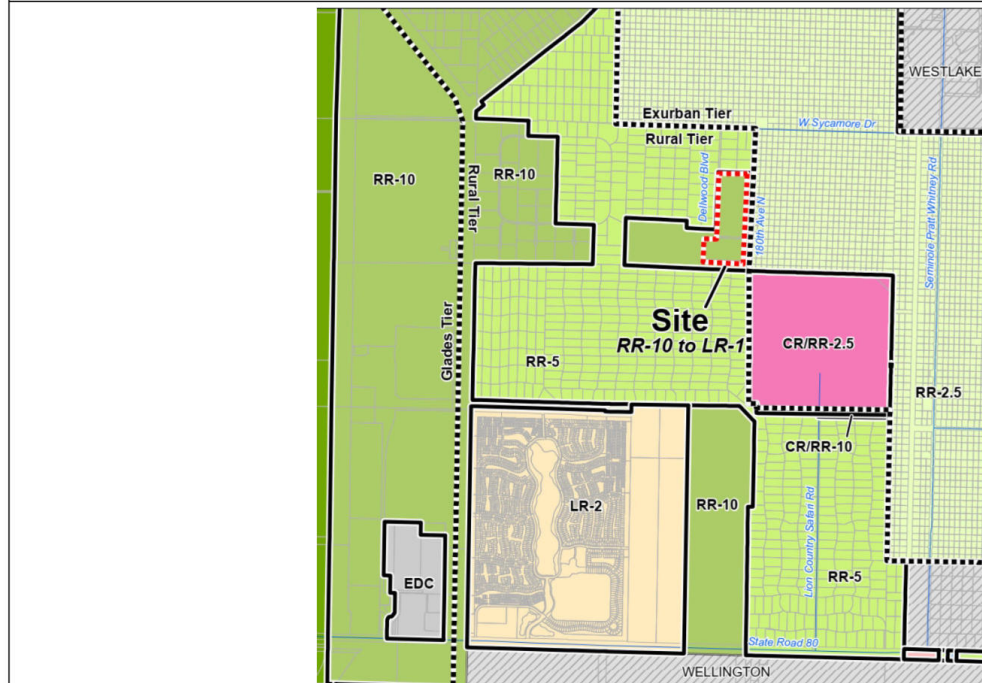 WESTLAKE
Exurban Tier
W Sycamore Dr
Rural Tier
RR-10
Rural Tier
RR-10
Dellwood Blvd
180th Ave N
Seminole Pratt Whitney Rd
Site
RR-10 to LR-1
CR/RR-2.5
Glades Tier
RR-5
RR-2.5
CR/RR-10
LR-2
RR-10
Lion Country Safari Rd
RR-5
EDC
State Road 80
WELLINGTON